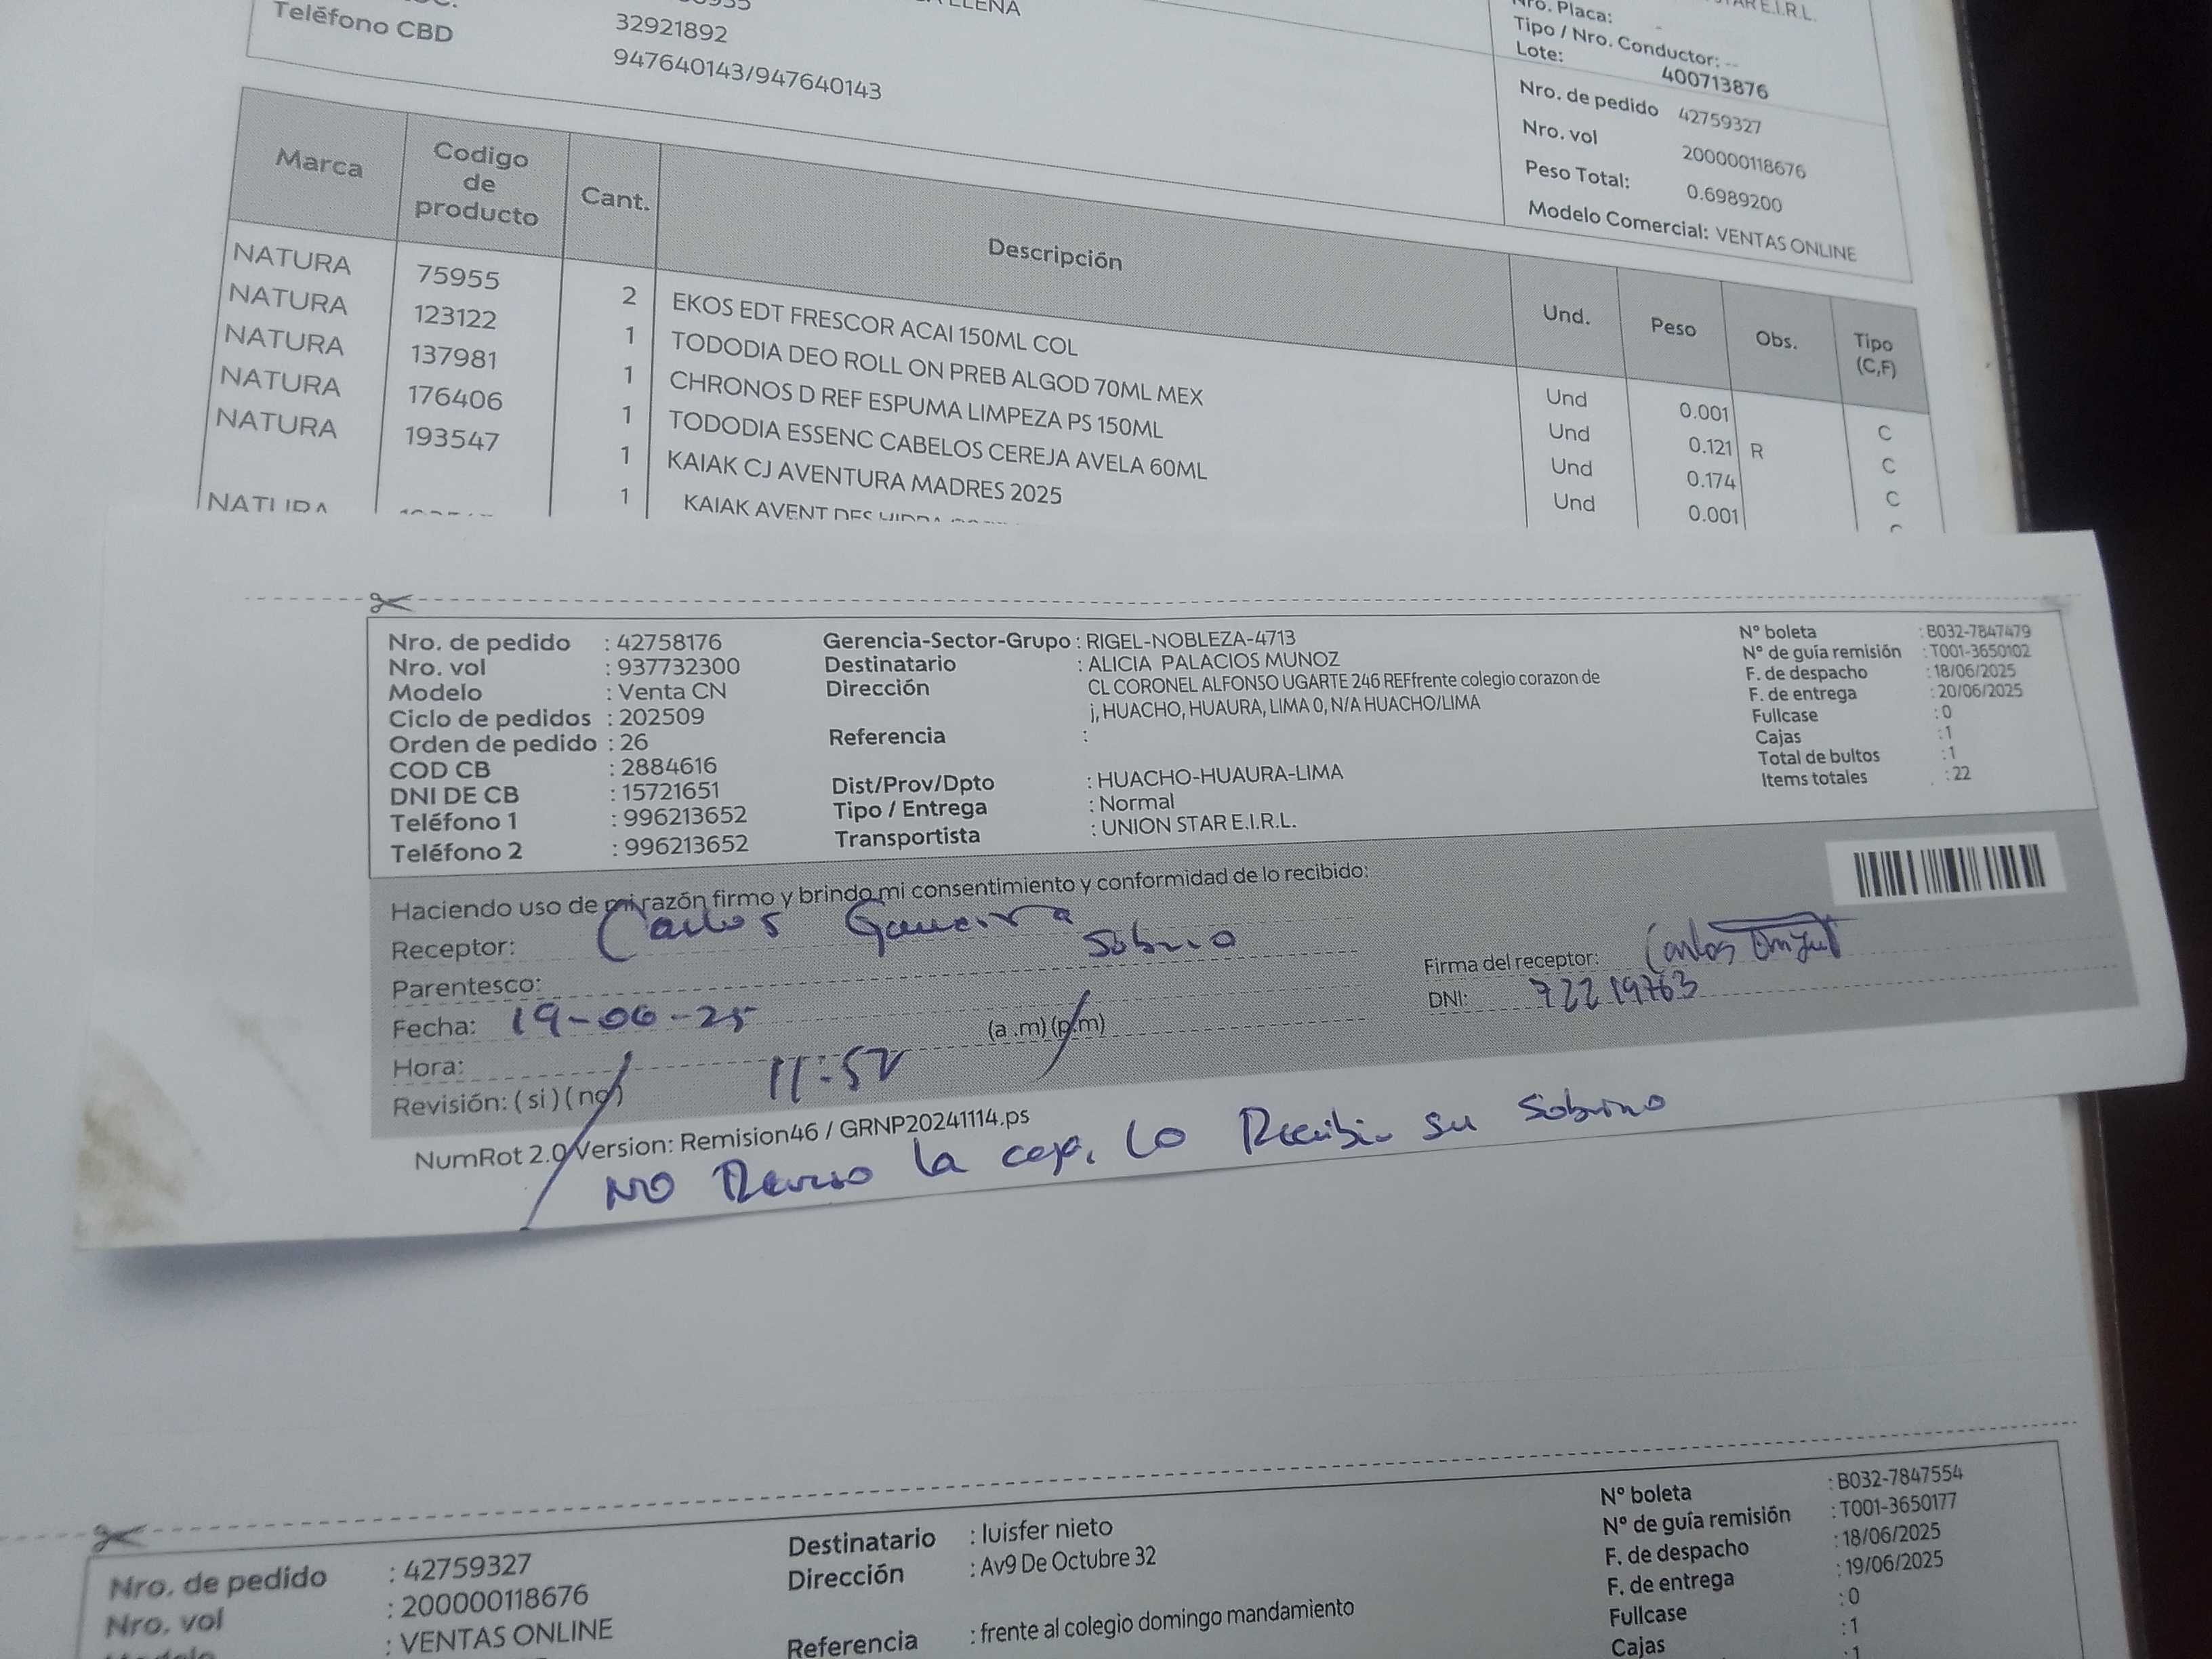 ELENA
Teléfono CBD
32921892
947640143/947640143
STAR E.I.R.L.
Nro. Placa: -
Tipo / Nro. Conductor: --
Lote: 400713876
Nro. de pedido 42759327
Nro. vol 200000118676
Peso Total: 0.6989200
Modelo Comercial: VENTAS ONLINE
Marca Codigo de producto Cant. Descripción Und. Peso Obs. Tipo (C,F)
NATURA 75955 2 EKOS EDT FRESCOR ACAI 150ML COL Und 0.001 C
NATURA 123122 1 TODODIA DEO ROLL ON PREB ALGOD 70ML MEX Und 0.121 R C
NATURA 137981 1 CHRONOS D REF ESPUMA LIMPEZA PS 150ML Und 0.174 C
NATURA 176406 1 TODODIA ESSENC CABELOS CEREJA AVELA 60ML Und 0.001
NATURA 193547 1 KAIAK CJ AVENTURA MADRES 2025
NATURA 1 KAIAK AVENT DES
Nro. de pedido : 42758176
Nro. vol : 937732300
Modelo : Venta CN
Ciclo de pedidos : 202509
Orden de pedido : 26
COD CB : 2884616
DNI DE CB : 15721651
Teléfono 1 : 996213652
Teléfono 2 : 996213652
Gerencia-Sector-Grupo : RIGEL-NOBLEZA-4713
Destinatario : ALICIA PALACIOS MUNOZ
Dirección CL CORONEL ALFONSO UGARTE 246 REFfrente colegio corazon de
j, HUACHO, HUAURA, LIMA 0, N/A HUACHO/LIMA
Referencia :
Dist/Prov/Dpto : HUACHO-HUAURA-LIMA
Tipo / Entrega : Normal
Transportista : UNION STAR E.I.R.L.
N° boleta : B032-7847479
N° de guía remisión : T001-3650102
F. de despacho : 18/06/2025
F. de entrega : 20/06/2025
Fullcase : 0
Cajas : 1
Total de bultos : 1
Items totales : 22
Haciendo uso de mi razón firmo y brindo mi consentimiento y conformidad de lo recibido:
Receptor: Carlos
Parentesco: Sobrino
Fecha: 19-06-25
Hora: 11:52 (a .m) (p.m)
Revisión: ( si ) ( no )
Firma del receptor: Carlos
DNI: 72219763
NumRot 2.0 Version: Remision46 / GRNP20241114.ps
NO Reviso la caja, Lo Recibio su Sobrino
Nro. de pedido : 42759327
Nro. vol : 200000118676
Modelo : VENTAS ONLINE
Destinatario : luisfer nieto
Dirección : Av9 De Octubre 32
Referencia : frente al colegio domingo mandamiento
N° boleta : B032-7847554
N° de guía remisión : T001-3650177
F. de despacho : 18/06/2025
F. de entrega : 19/06/2025
Fullcase : 0
Cajas : 1